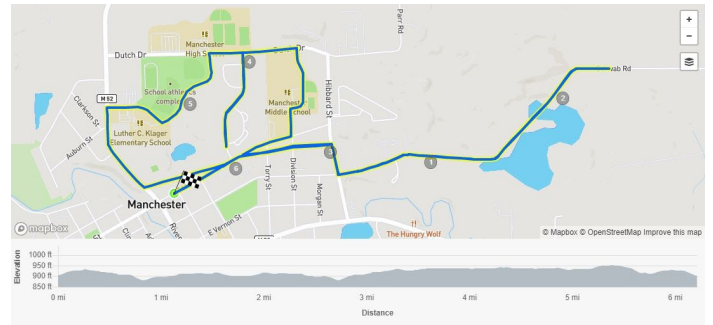 Parr Rd
+
−
Manchester
High S
Dutch Dr
Dutch Dr
4
vab Rd
School athletics
complex
M 52
5
2
Clarkson St
Manchester
Middle School
Hibbard St
Luther C. Klager
Elementary School
Auburn St
3
1
6
Torry St
Division St
Morgan St
Manchester
E Vernon St
River
The Hungry Wolf
mapbox
© Mapbox © OpenStreetMap Improve this map
Elevation
1000 ft
950 ft
900 ft
850 ft
0 mi
1 mi
2 mi
3 mi
4 mi
5 mi
6 mi
Distance